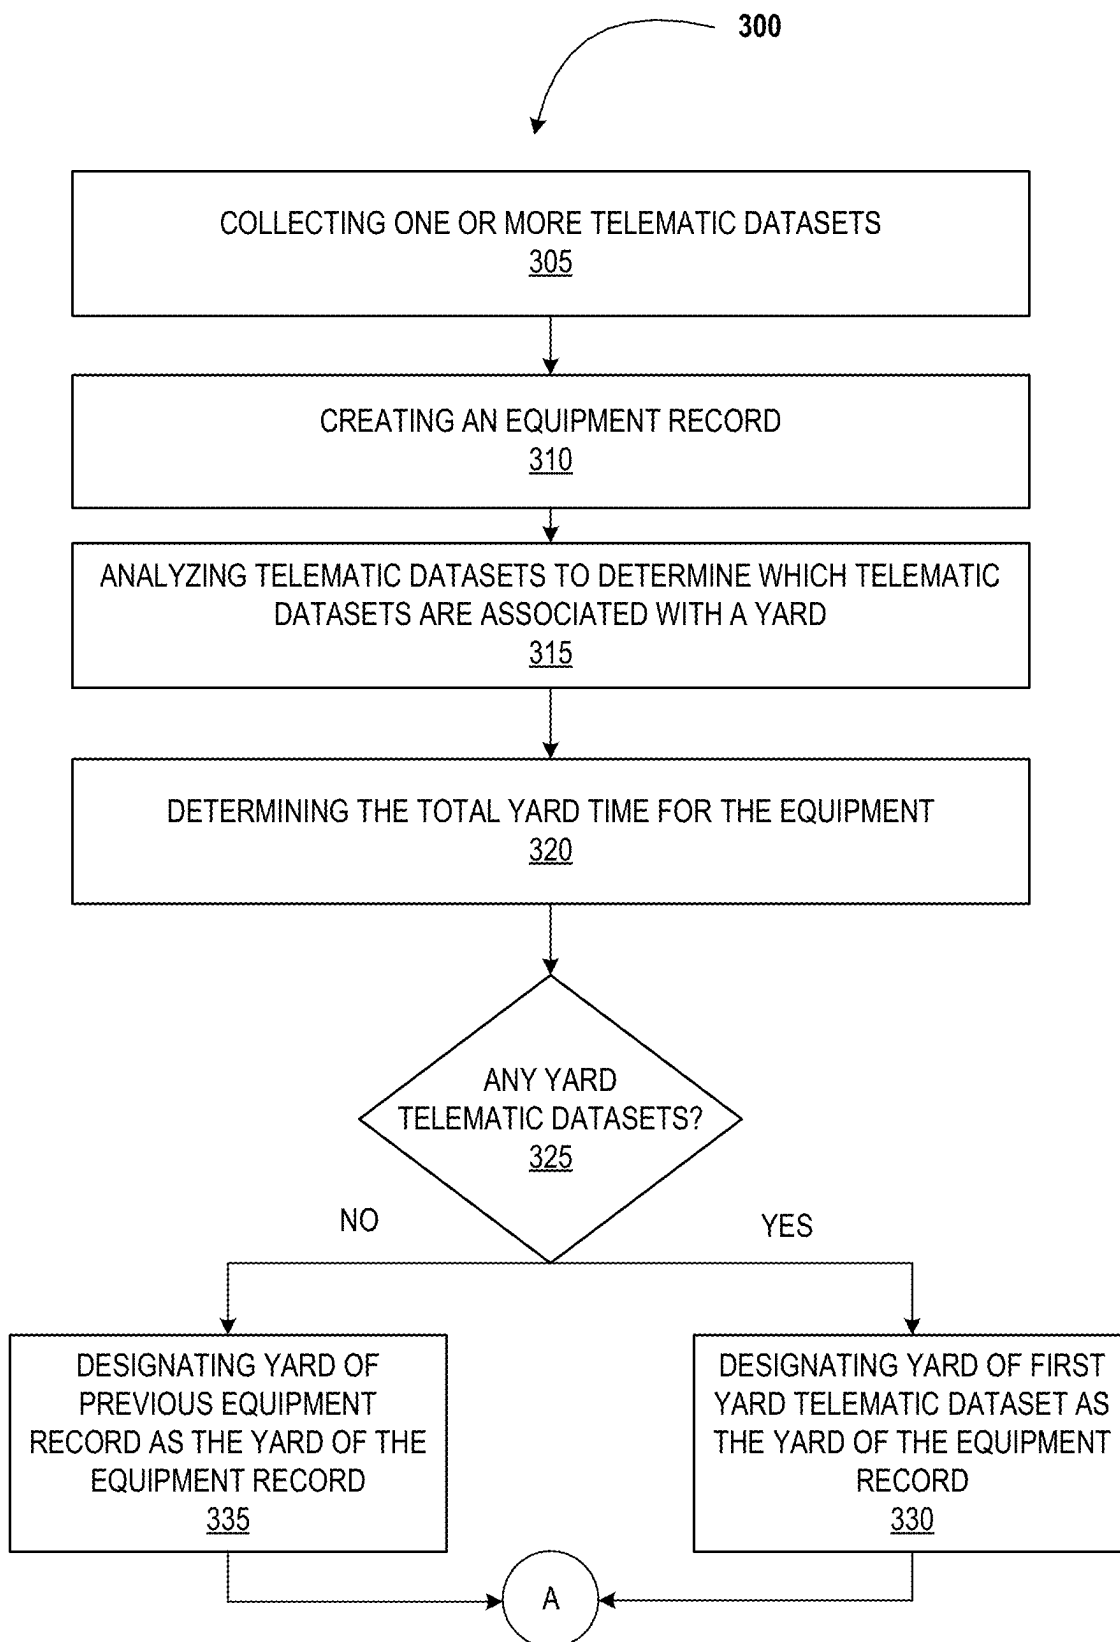 300
COLLECTING ONE OR MORE TELEMATIC DATASETS
305
CREATING AN EQUIPMENT RECORD
310
ANALYZING TELEMATIC DATASETS TO DETERMINE WHICH TELEMATIC
DATASETS ARE ASSOCIATED WITH A YARD
315
DETERMINING THE TOTAL YARD TIME FOR THE EQUIPMENT
320
ANY YARD
TELEMATIC DATASETS?
325
NO
YES
DESIGNATING YARD OF
PREVIOUS EQUIPMENT
RECORD AS THE YARD OF THE
EQUIPMENT RECORD
335
DESIGNATING YARD OF FIRST
YARD TELEMATIC DATASET AS
THE YARD OF THE EQUIPMENT
RECORD
330
A